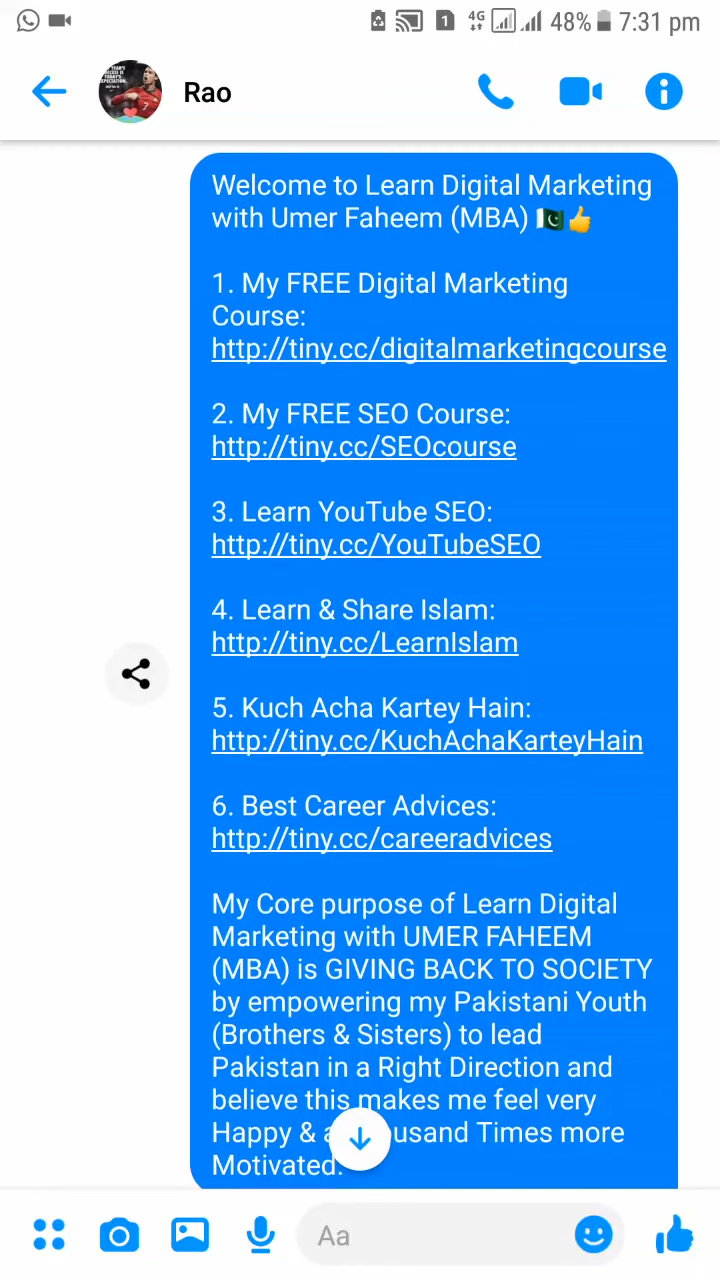 4G 48% 7:31 pm
1
Rao
Welcome to Learn Digital Marketing
with Umer Faheem (MBA) 🇵🇰👍
1. My FREE Digital Marketing
Course:
http://tiny.cc/digitalmarketingcourse
2. My FREE SEO Course:
http://tiny.cc/SEOcourse
3. Learn YouTube SEO:
http://tiny.cc/YouTubeSEO
4. Learn & Share Islam:
http://tiny.cc/LearnIslam
5. Kuch Acha Kartey Hain:
http://tiny.cc/KuchAchaKarteyHain
6. Best Career Advices:
http://tiny.cc/careeradvices
My Core purpose of Learn Digital
Marketing with UMER FAHEEM
(MBA) is GIVING BACK TO SOCIETY
by empowering my Pakistani Youth
(Brothers & Sisters) to lead
Pakistan in a Right Direction and
believe this makes me feel very
Happy & usand Times more
Motivated.
Aa